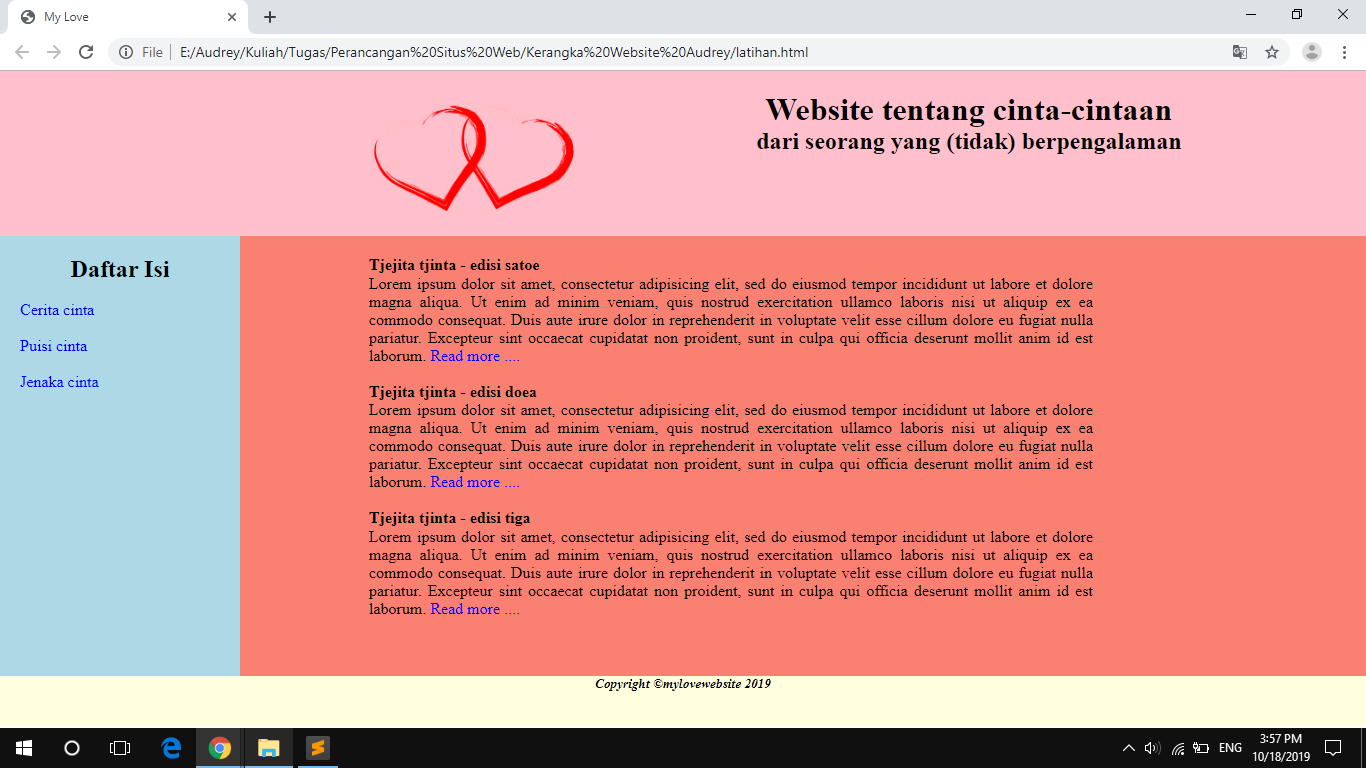 My Love
File
E:/Audrey/Kuliah/Tugas/Perancangan%20Situs%20Web/Kerangka%20Website%20Audrey/latihan.html
Website tentang cinta-cintaan
dari seorang yang (tidak) berpengalaman
Daftar Isi
Cerita cinta
Puisi cinta
Jenaka cinta
Tjejita tjinta - edisi satoe
Lorem ipsum dolor sit amet, consectetur adipisicing elit, sed do eiusmod tempor incididunt ut labore et dolore
magna aliqua. Ut enim ad minim veniam, quis nostrud exercitation ullamco laboris nisi ut aliquip ex ea
commodo consequat. Duis aute irure dolor in reprehenderit in voluptate velit esse cillum dolore eu fugiat nulla
pariatur. Excepteur sint occaecat cupidatat non proident, sunt in culpa qui officia deserunt mollit anim id est
laborum. Read more ....
Tjejita tjinta - edisi doea
Lorem ipsum dolor sit amet, consectetur adipisicing elit, sed do eiusmod tempor incididunt ut labore et dolore
magna aliqua. Ut enim ad minim veniam, quis nostrud exercitation ullamco laboris nisi ut aliquip ex ea
commodo consequat. Duis aute irure dolor in reprehenderit in voluptate velit esse cillum dolore eu fugiat nulla
pariatur. Excepteur sint occaecat cupidatat non proident, sunt in culpa qui officia deserunt mollit anim id est
laborum. Read more ....
Tjejita tjinta - edisi tiga
Lorem ipsum dolor sit amet, consectetur adipisicing elit, sed do eiusmod tempor incididunt ut labore et dolore
magna aliqua. Ut enim ad minim veniam, quis nostrud exercitation ullamco laboris nisi ut aliquip ex ea
commodo consequat. Duis aute irure dolor in reprehenderit in voluptate velit esse cillum dolore eu fugiat nulla
pariatur. Excepteur sint occaecat cupidatat non proident, sunt in culpa qui officia deserunt mollit anim id est
laborum. Read more ....
Copyright ©mylovewebsite 2019
ENG
3:57 PM
10/18/2019